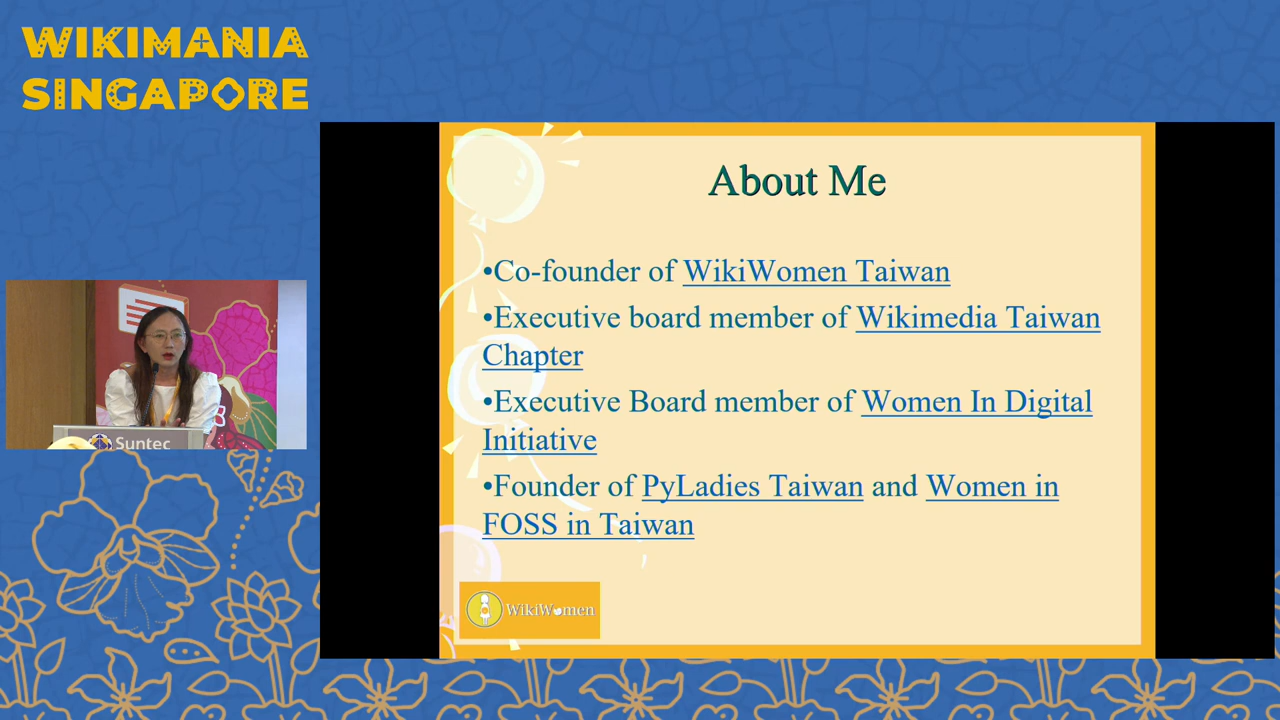 WIKIMANIA
SINGAPORE
About Me
•Co-founder of WikiWomen Taiwan
•Executive board member of Wikimedia Taiwan
Chapter
•Executive Board member of Women In Digital
Initiative
•Founder of PyLadies Taiwan and Women in
FOSS in Taiwan
WikiWomen
Suntec